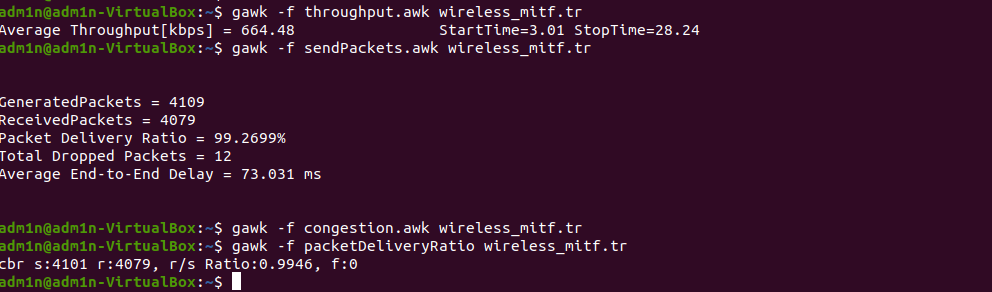 adm1n@adm1n-VirtualBox:~$ gawk -f throughput.awk wireless_mitf.tr
Average Throughput[kbps] = 664.48 StartTime=3.01 StopTime=28.24
adm1n@adm1n-VirtualBox:~$ gawk -f sendPackets.awk wireless_mitf.tr
GeneratedPackets = 4109
ReceivedPackets = 4079
Packet Delivery Ratio = 99.2699%
Total Dropped Packets = 12
Average End-to-End Delay = 73.031 ms
adm1n@adm1n-VirtualBox:~$ gawk -f congestion.awk wireless_mitf.tr
adm1n@adm1n-VirtualBox:~$ gawk -f packetDeliveryRatio wireless_mitf.tr
cbr s:4101 r:4079, r/s Ratio:0.9946, f:0
adm1n@adm1n-VirtualBox:~$